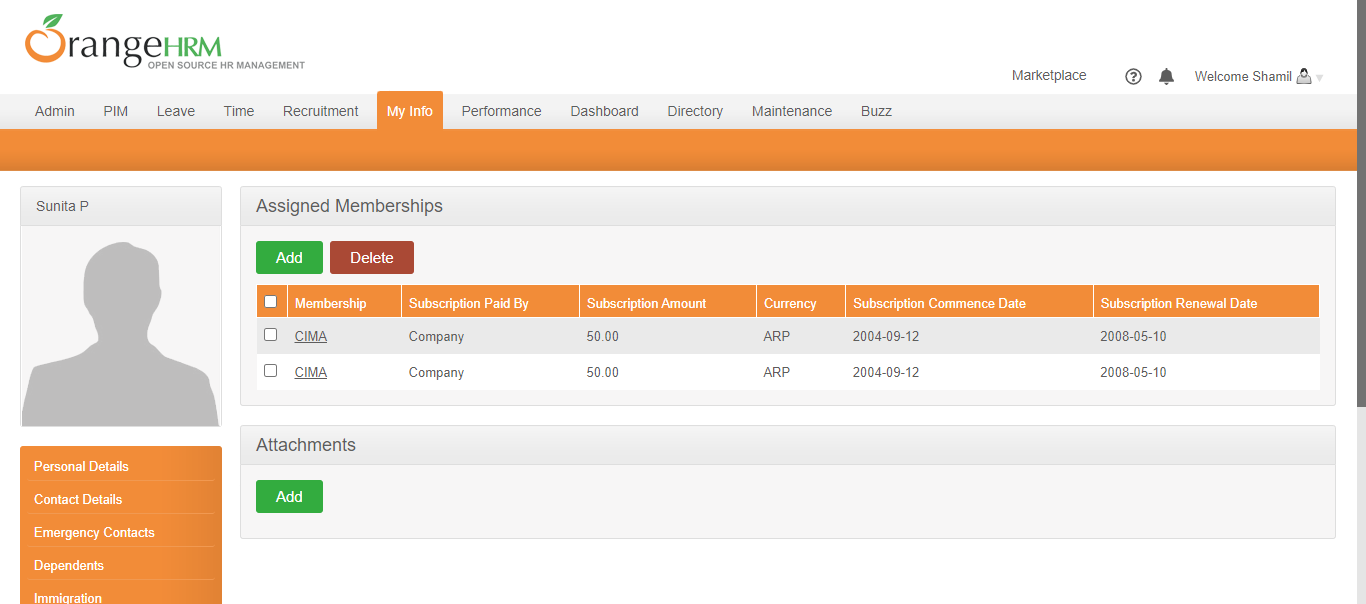 OrangeHRM
OPEN SOURCE HR MANAGEMENT
Marketplace ? Welcome Shamil
Admin PIM Leave Time Recruitment My Info Performance Dashboard Directory Maintenance Buzz
Sunita P
Assigned Memberships
Add Delete
Membership Subscription Paid By Subscription Amount Currency Subscription Commence Date Subscription Renewal Date
CIMA Company 50.00 ARP 2004-09-12 2008-05-10
CIMA Company 50.00 ARP 2004-09-12 2008-05-10
Attachments
Add
Personal Details
Contact Details
Emergency Contacts
Dependents
Immigration